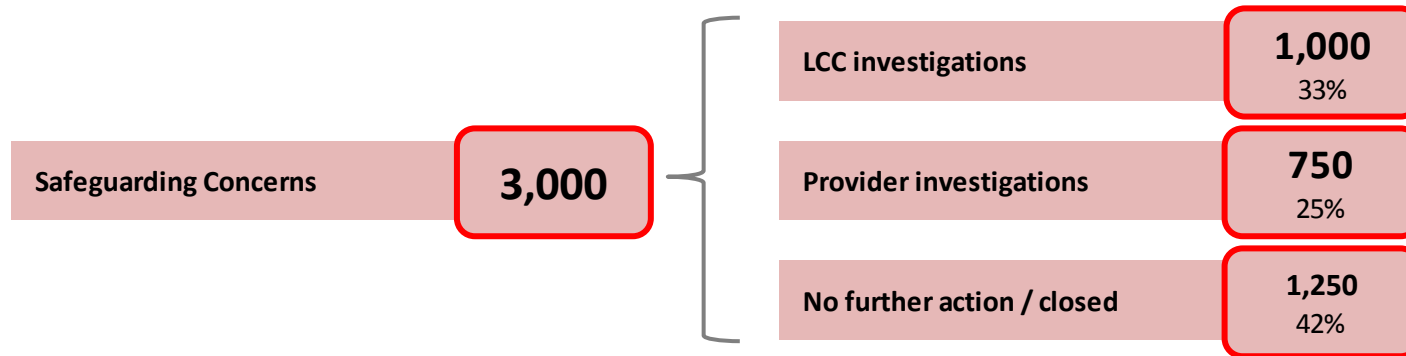 Safeguarding Concerns
3,000
LCC investigations
1,000
33%
Provider investigations
750
25%
No further action / closed
1,250
42%